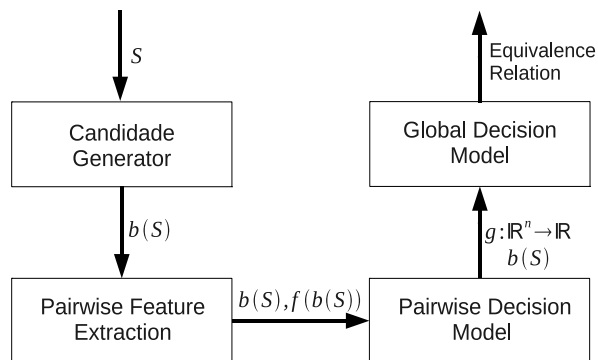 S
Candidade
Generator
b(S)
Pairwise Feature
Extraction
b(S),f(b(S))
Pairwise Decision
Model
g:ℝⁿ→ℝ
b(S)
Global Decision
Model
Equivalence
Relation